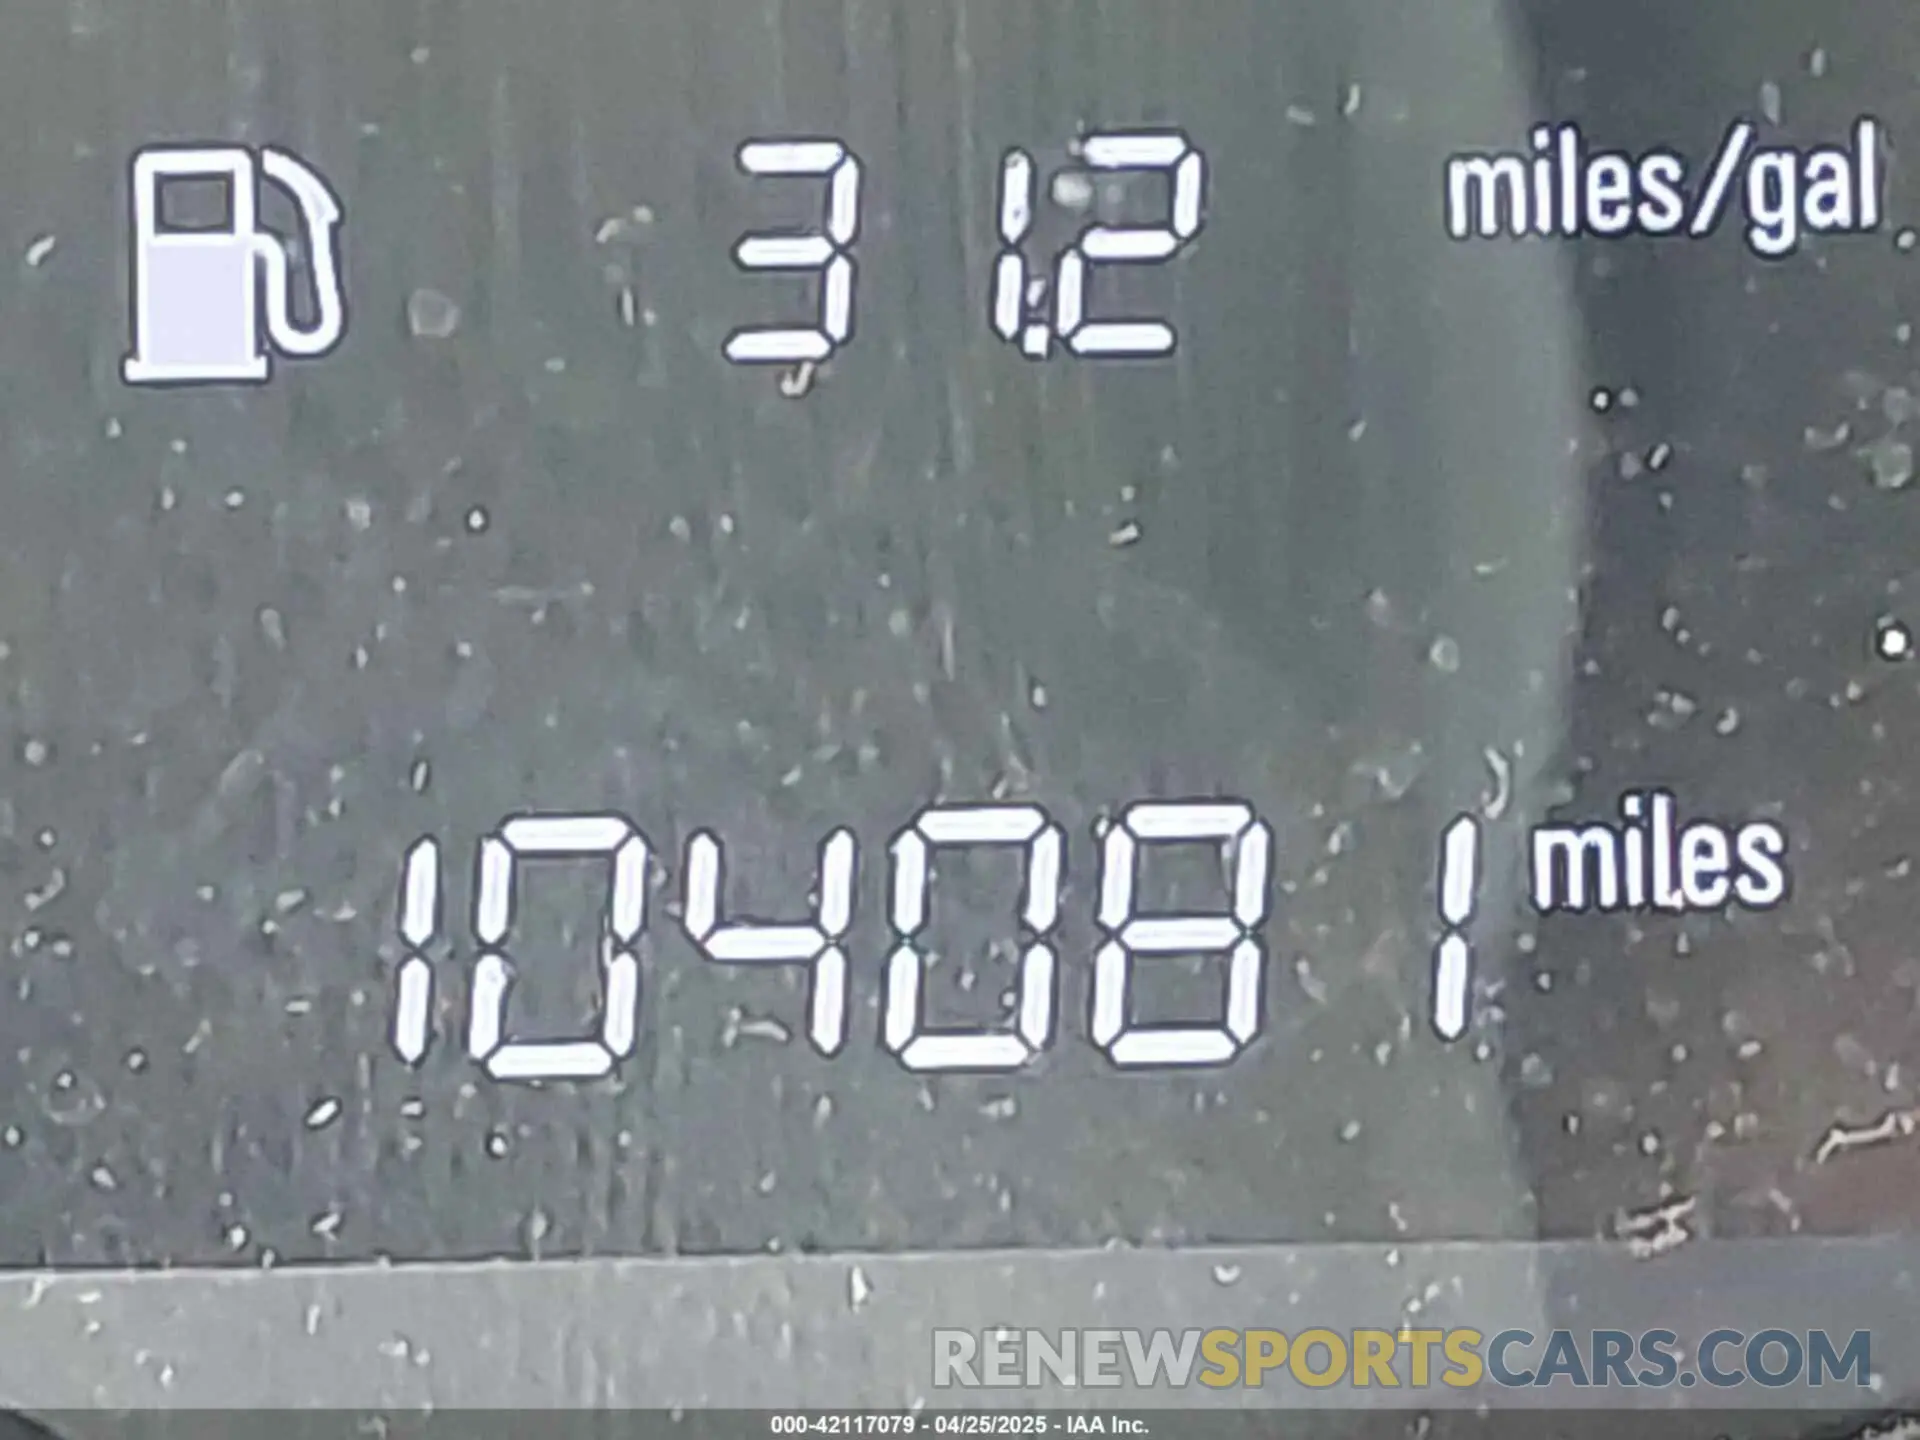 31.2 miles/gal
104081 miles
RENEWSPORTSCARS.COM
000-42117079 - 04/25/2025 - IAA Inc.